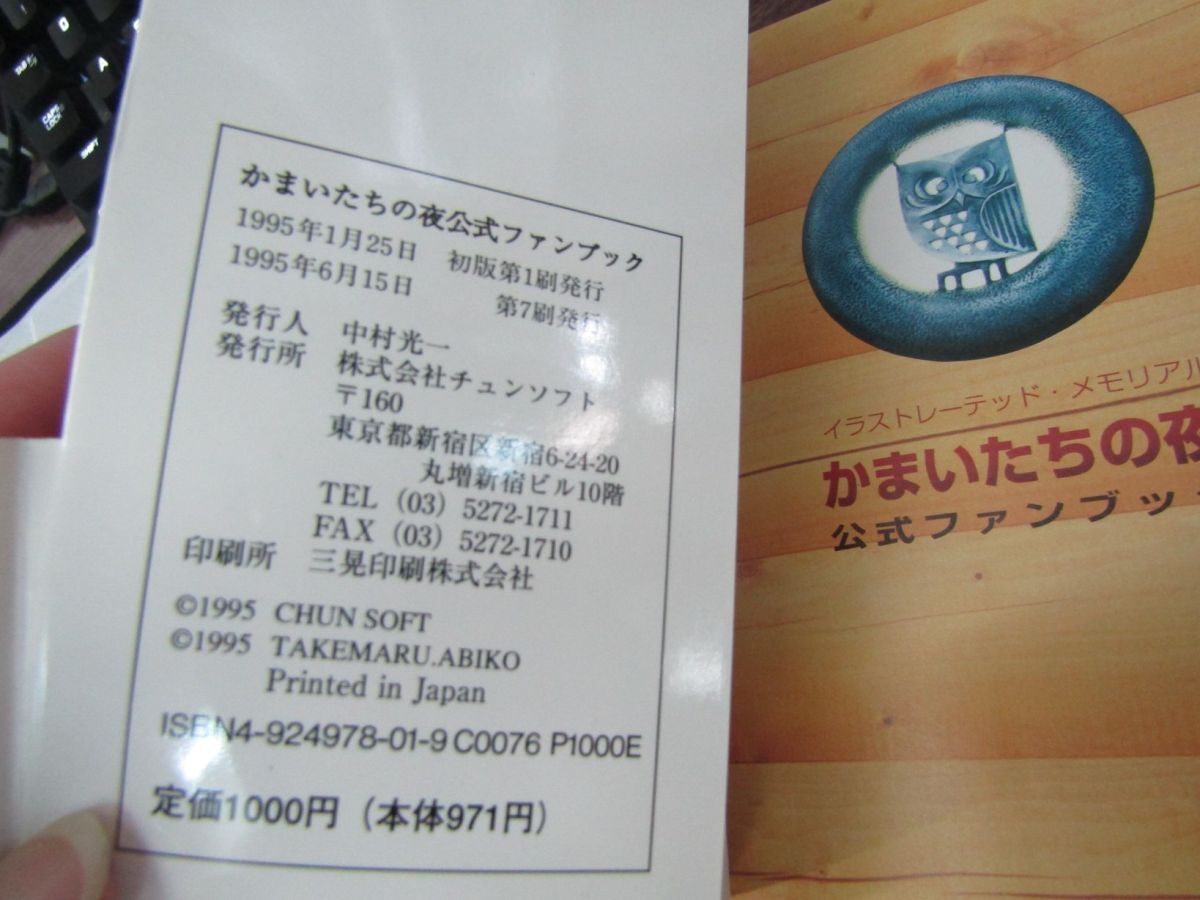 かまいたちの夜公式ファンブック
1995年1月25日 初版第1刷発行
1995年6月15日 第7刷発行
発行人 中村光一
発行所 株式会社チュンソフト
〒160
東京都新宿区新宿6-24-20
丸増新宿ビル10階
TEL (03) 5272-1711
FAX (03) 5272-1710
印刷所 三晃印刷株式会社
©1995 CHUN SOFT
©1995 TAKEMARU.ABIKO
Printed in Japan
ISBN4-924978-01-9 C0076 P1000E
定価1000円（本体971円）
イラストレーテッド・メモリアル
かまいたちの夜
公式ファンブッ
TAB
CAPS LOCK
SHIFT
A